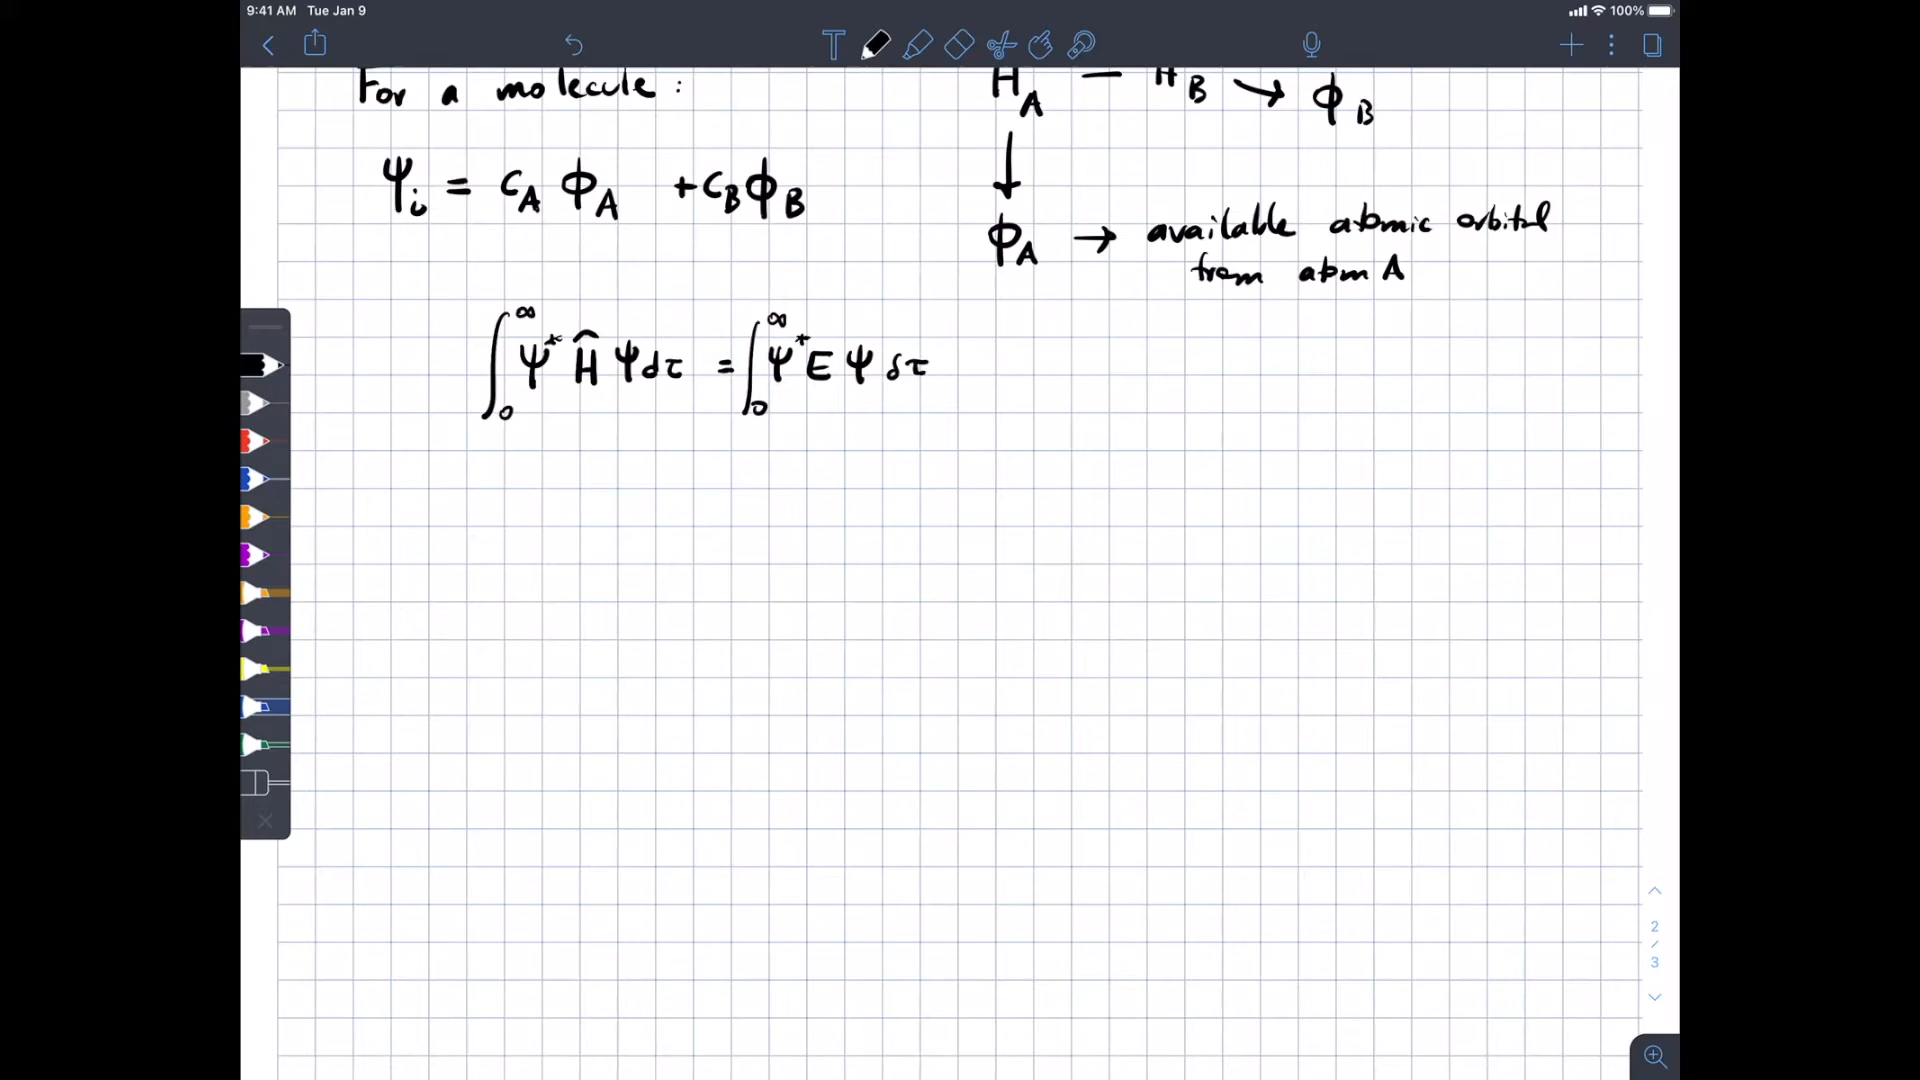 9:41 AM Tue Jan 9
100%
T
For a molecule :
H_A — H_B → ϕ_B
ψ_i = c_A ϕ_A + c_B ϕ_B
↓
ϕ_A → available atomic orbital
from atom A
∫_0^∞ ψ* Ĥ ψ dτ = ∫_0^∞ ψ* E ψ dτ
2
/
3